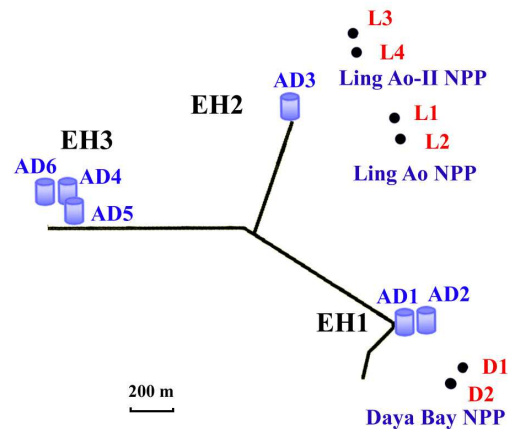 L3
L4
Ling Ao-II NPP
AD3
EH2
L1
L2
Ling Ao NPP
EH3
AD6
AD4
AD5
AD1
AD2
EH1
D1
D2
Daya Bay NPP
200 m